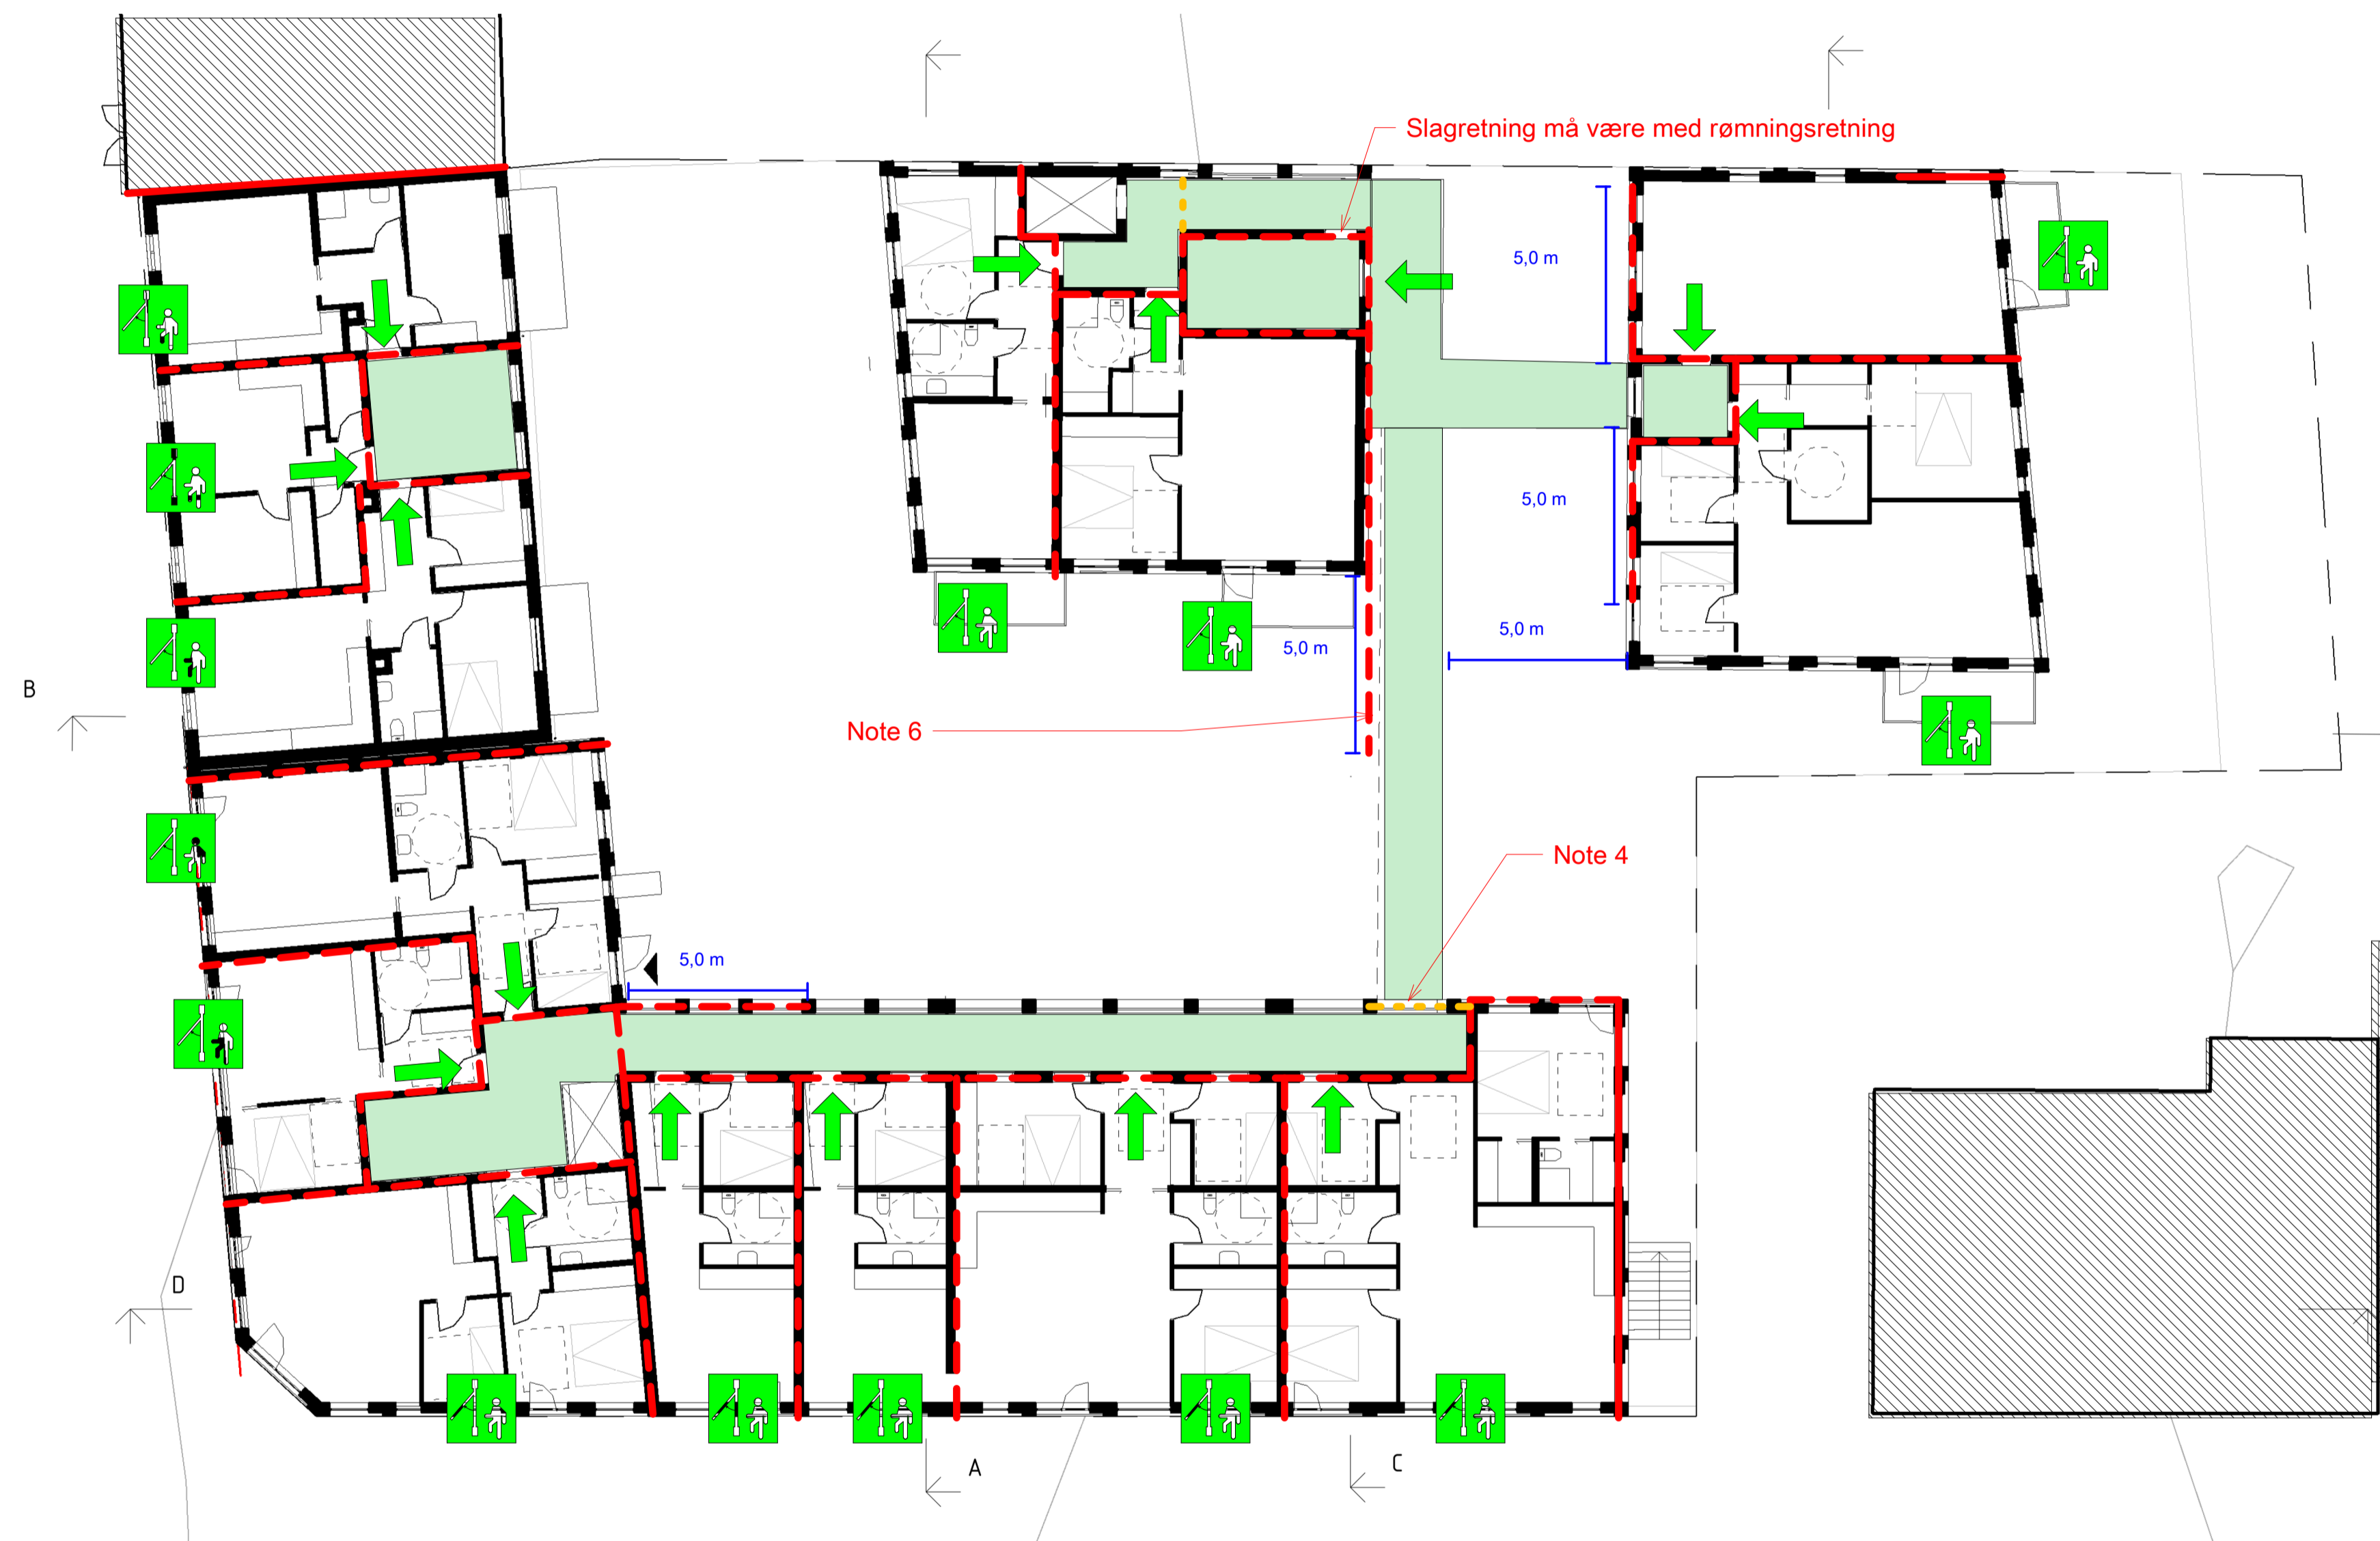 Slagretning må være med rømningsretning
5,0 m
5,0 m
5,0 m
5,0 m
B
Note 6
Note 4
5,0 m
D
A
C